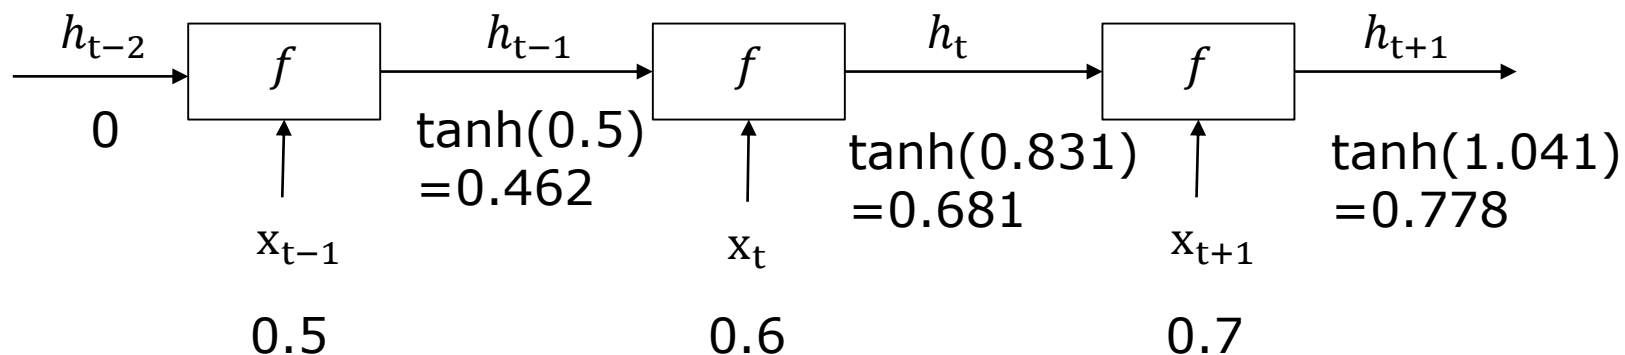 h_{t−2}
f
h_{t−1}
f
h_t
f
h_{t+1}
0
tanh(0.5)
=0.462
tanh(0.831)
=0.681
tanh(1.041)
=0.778
x_{t−1}
x_t
x_{t+1}
0.5
0.6
0.7